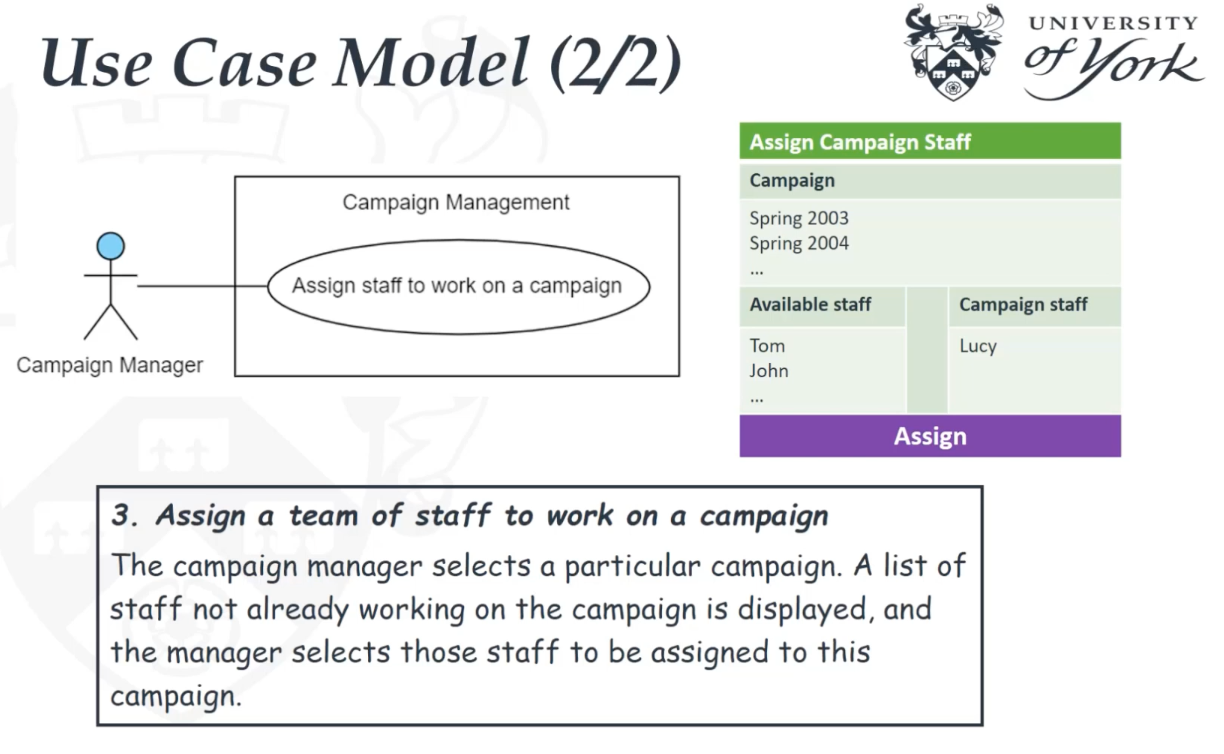 Use Case Model (2/2)
UNIVERSITY
of York
Campaign Management
Assign staff to work on a campaign
Campaign Manager
Assign Campaign Staff
Campaign
Spring 2003
Spring 2004
...
Available staff
Campaign staff
Tom
Lucy
John
...
Assign
3. Assign a team of staff to work on a campaign
The campaign manager selects a particular campaign. A list of
staff not already working on the campaign is displayed, and
the manager selects those staff to be assigned to this
campaign.